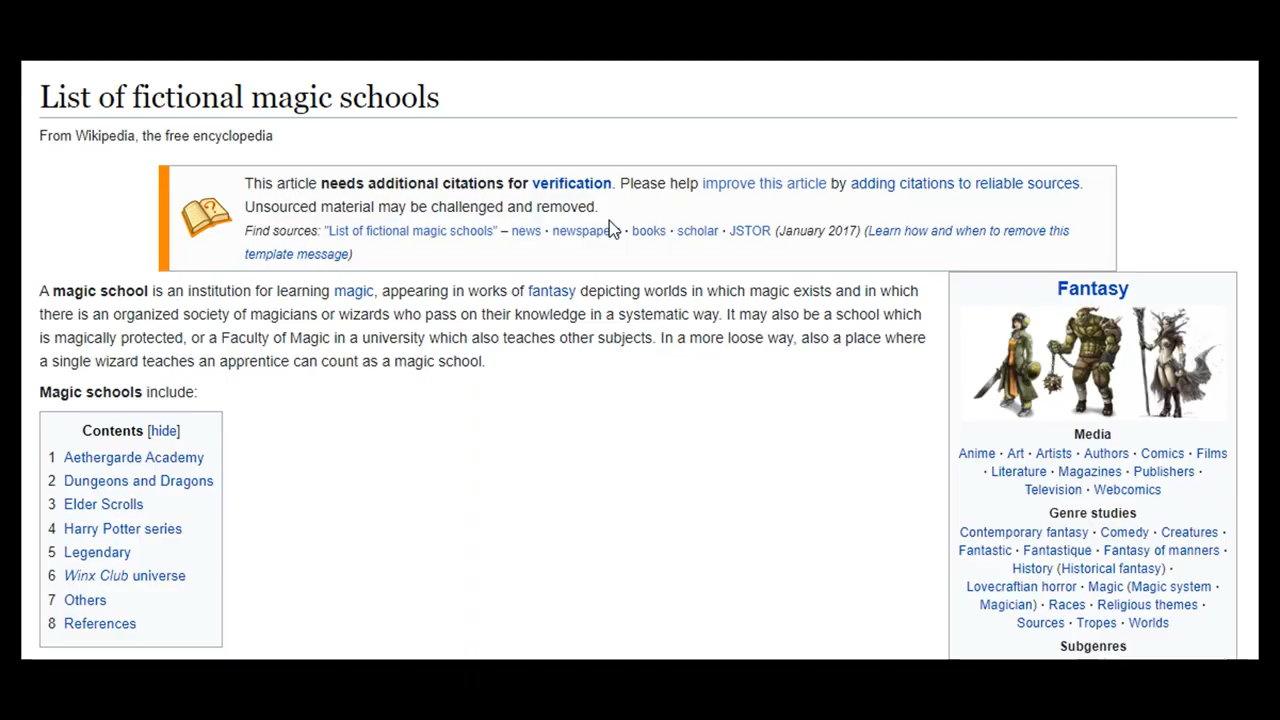 List of fictional magic schools
From Wikipedia, the free encyclopedia
This article needs additional citations for verification. Please help improve this article by adding citations to reliable sources.
Unsourced material may be challenged and removed.
Find sources: "List of fictional magic schools" – news · newspape · books · scholar · JSTOR (January 2017) (Learn how and when to remove this
template message)
A magic school is an institution for learning magic, appearing in works of fantasy depicting worlds in which magic exists and in which
there is an organized society of magicians or wizards who pass on their knowledge in a systematic way. It may also be a school which
is magically protected, or a Faculty of Magic in a university which also teaches other subjects. In a more loose way, also a place where
a single wizard teaches an apprentice can count as a magic school.
Magic schools include:
Contents [hide]
1 Aethergarde Academy
2 Dungeons and Dragons
3 Elder Scrolls
4 Harry Potter series
5 Legendary
6 Winx Club universe
7 Others
8 References
Fantasy
Media
Anime · Art · Artists · Authors · Comics · Films
· Literature · Magazines · Publishers ·
Television · Webcomics
Genre studies
Contemporary fantasy · Comedy · Creatures ·
Fantastic · Fantastique · Fantasy of manners ·
History (Historical fantasy) ·
Lovecraftian horror · Magic (Magic system ·
Magician) · Races · Religious themes ·
Sources · Tropes · Worlds
Subgenres